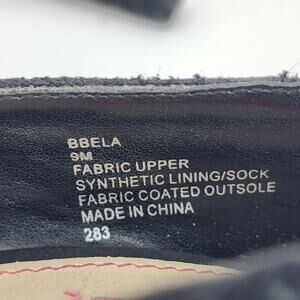 BBELA
9M
FABRIC UPPER
SYNTHETIC LINING/SOCK
FABRIC COATED OUTSOLE
MADE IN CHINA
283